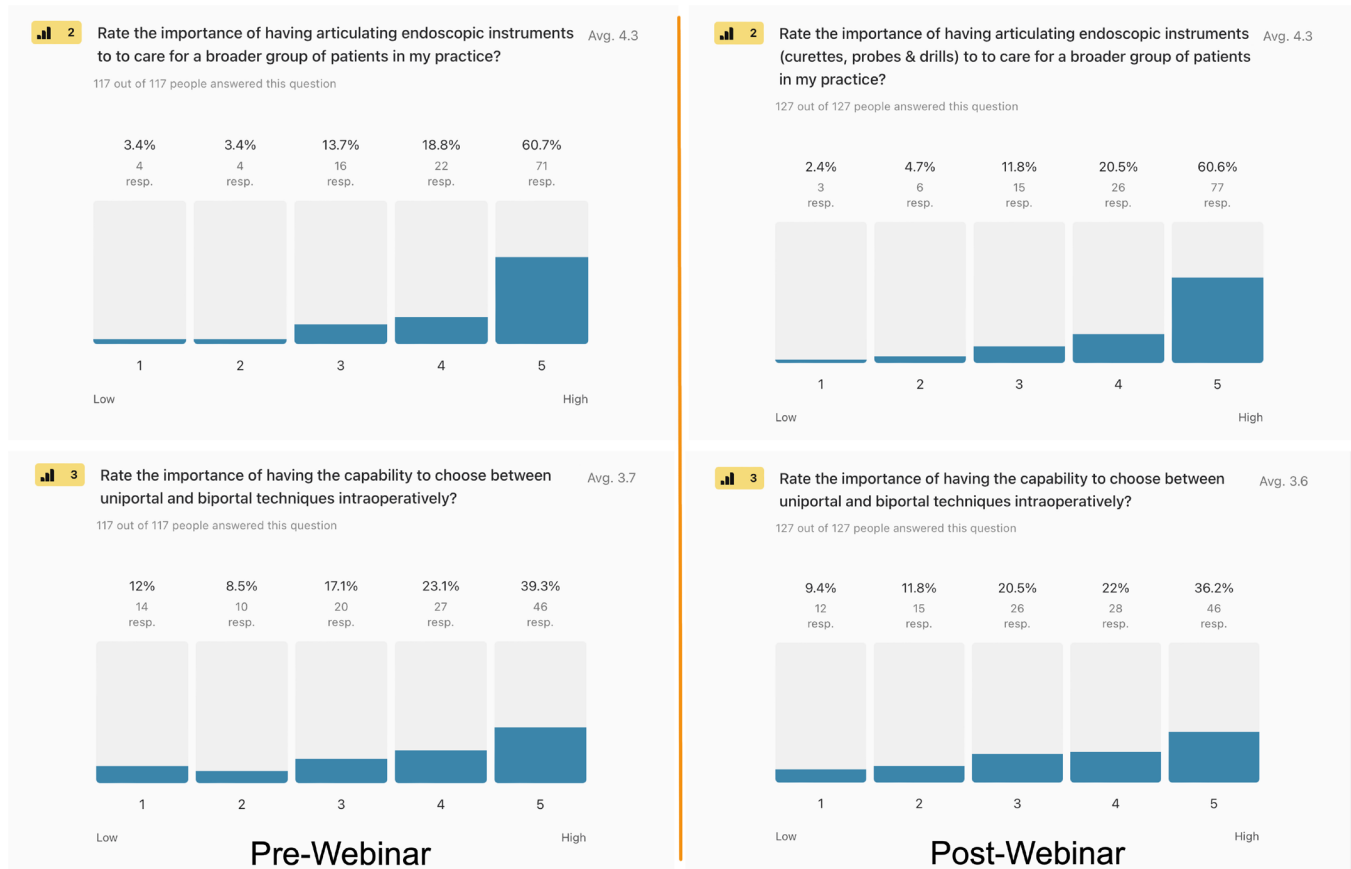 2
Rate the importance of having articulating endoscopic instruments
to to care for a broader group of patients in my practice?
Avg. 4.3
117 out of 117 people answered this question
3.4% 3.4% 13.7% 18.8% 60.7%
4 4 16 22 71
resp. resp. resp. resp. resp.
1 2 3 4 5
Low High
2
Rate the importance of having articulating endoscopic instruments
(curettes, probes & drills) to to care for a broader group of patients
in my practice?
Avg. 4.3
127 out of 127 people answered this question
2.4% 4.7% 11.8% 20.5% 60.6%
3 6 15 26 77
resp. resp. resp. resp. resp.
1 2 3 4 5
Low High
3
Rate the importance of having the capability to choose between
uniportal and biportal techniques intraoperatively?
Avg. 3.7
117 out of 117 people answered this question
12% 8.5% 17.1% 23.1% 39.3%
14 10 20 27 46
resp. resp. resp. resp. resp.
1 2 3 4 5
Low High
Pre-Webinar
3
Rate the importance of having the capability to choose between
uniportal and biportal techniques intraoperatively?
Avg. 3.6
127 out of 127 people answered this question
9.4% 11.8% 20.5% 22% 36.2%
12 15 26 28 46
resp. resp. resp. resp. resp.
1 2 3 4 5
Low High
Post-Webinar